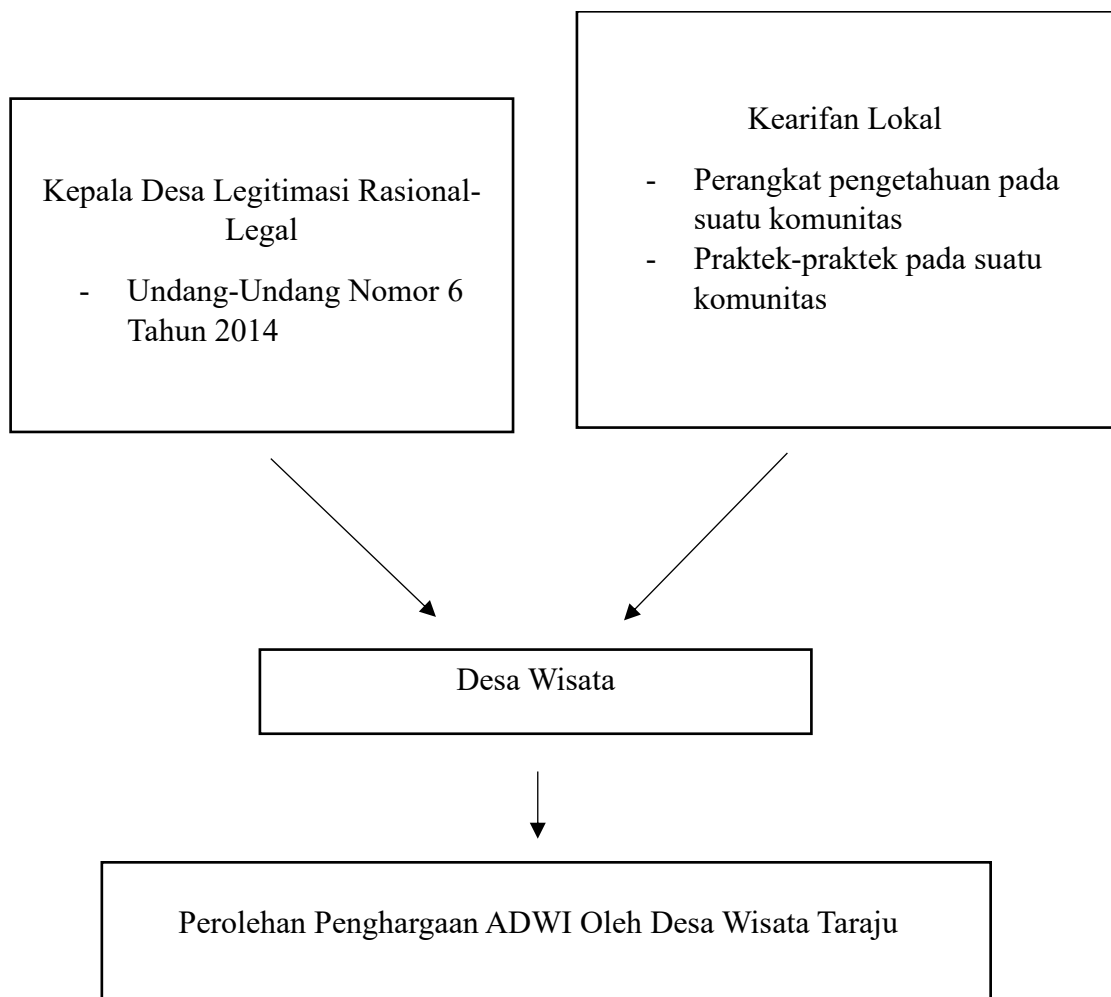 Kepala Desa Legitimasi Rasional-
Legal
- Undang-Undang Nomor 6
Tahun 2014
Kearifan Lokal
- Perangkat pengetahuan pada
suatu komunitas
- Praktek-praktek pada suatu
komunitas
Desa Wisata
Perolehan Penghargaan ADWI Oleh Desa Wisata Taraju